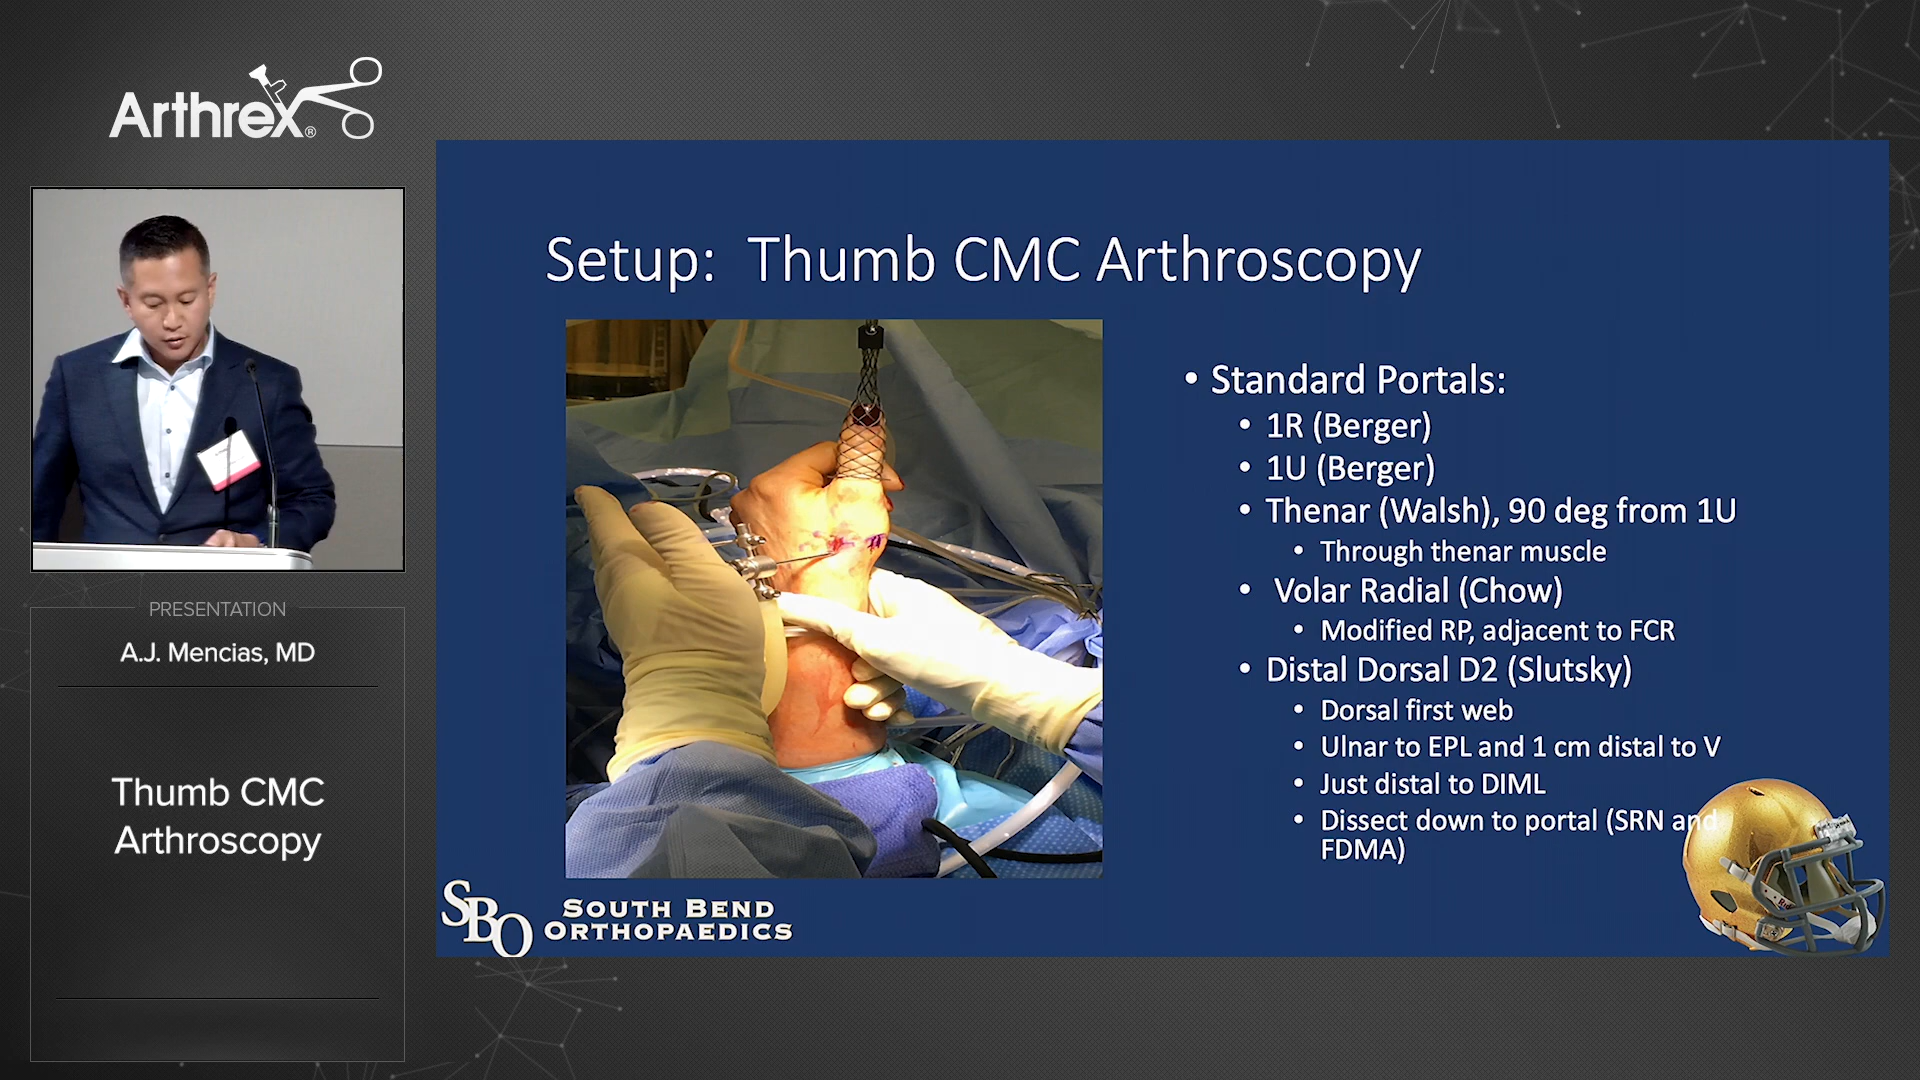 Arthrex®
PRESENTATION
A.J. Mencias, MD
Thumb CMC
Arthroscopy
Setup: Thumb CMC Arthroscopy
• Standard Portals:
• 1R (Berger)
• 1U (Berger)
• Thenar (Walsh), 90 deg from 1U
• Through thenar muscle
• Volar Radial (Chow)
• Modified RP, adjacent to FCR
• Distal Dorsal D2 (Slutsky)
• Dorsal first web
• Ulnar to EPL and 1 cm distal to V
• Just distal to DIML
• Dissect down to portal (SRN and
FDMA)
SBO
SOUTH BEND
ORTHOPAEDICS